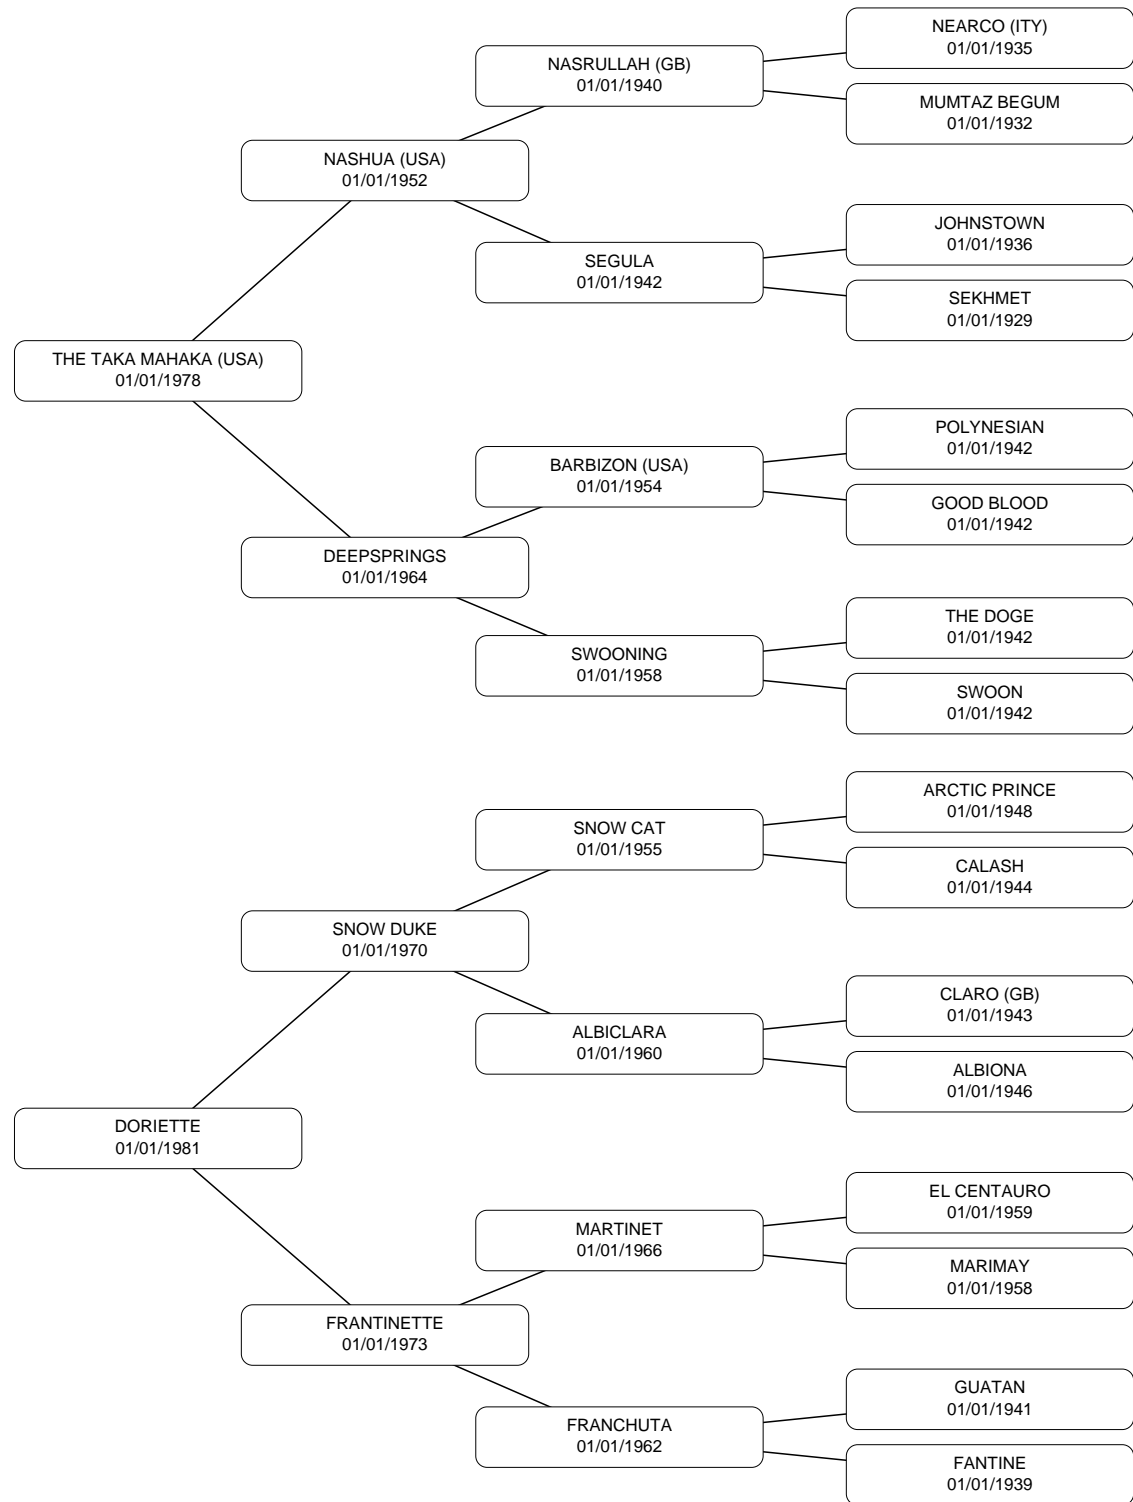 NEARCO (ITY)
01/01/1935
NASRULLAH (GB)
01/01/1940
MUMTAZ BEGUM
01/01/1932
NASHUA (USA)
01/01/1952
JOHNSTOWN
01/01/1936
SEGULA
01/01/1942
SEKHMET
01/01/1929
THE TAKA MAHAKA (USA)
01/01/1978
POLYNESIAN
01/01/1942
BARBIZON (USA)
01/01/1954
GOOD BLOOD
01/01/1942
DEEPSPRINGS
01/01/1964
THE DOGE
01/01/1942
SWOONING
01/01/1958
SWOON
01/01/1942
ARCTIC PRINCE
01/01/1948
SNOW CAT
01/01/1955
CALASH
01/01/1944
SNOW DUKE
01/01/1970
CLARO (GB)
01/01/1943
ALBICLARA
01/01/1960
ALBIONA
01/01/1946
DORIETTE
01/01/1981
EL CENTAURO
01/01/1959
MARTINET
01/01/1966
MARIMAY
01/01/1958
FRANTINETTE
01/01/1973
GUATAN
01/01/1941
FRANCHUTA
01/01/1962
FANTINE
01/01/1939